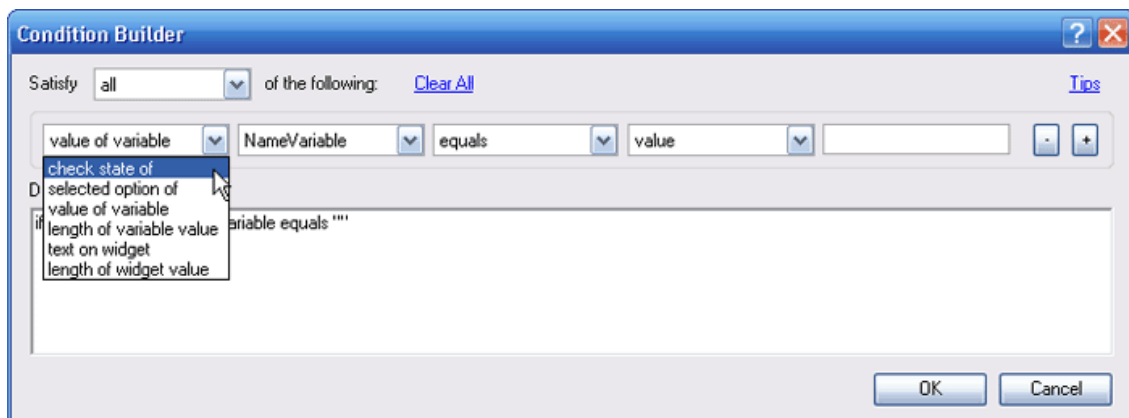 Condition Builder
Satisfy all of the following: Clear All Tips
value of variable NameVariable equals value - +
check state of
D
selected option of
value of variable
if ariable equals ""
length of variable value
text on widget
length of widget value
OK Cancel